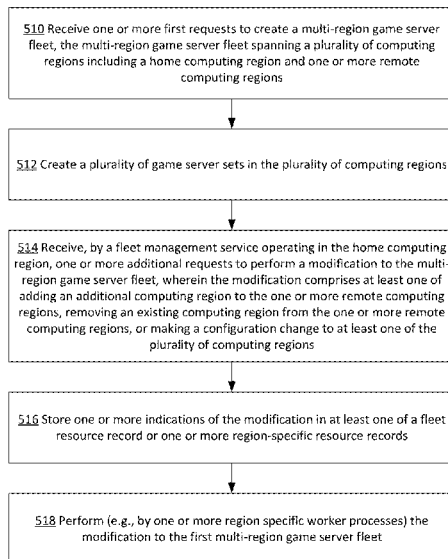 510 Receive one or more first requests to create a multi-region game server
fleet, the multi-region game server fleet spanning a plurality of computing
regions including a home computing region and one or more remote
computing regions
512 Create a plurality of game server sets in the plurality of computing regions
514 Receive, by a fleet management service operating in the home computing
region, one or more additional requests to perform a modification to the multi-
region game server fleet, wherein the modification comprises at least one of
adding an additional computing region to the one or more remote computing
regions, removing an existing computing region from the one or more remote
computing regions, or making a configuration change to at least one of the
plurality of computing regions
516 Store one or more indications of the modification in at least one of a fleet
resource record or one or more region-specific resource records
518 Perform (e.g., by one or more region specific worker processes) the
modification to the first multi-region game server fleet